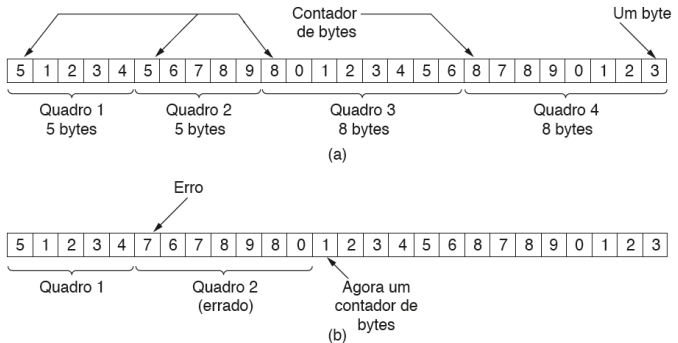 Contador
de bytes
Um byte
5 1 2 3 4 5 6 7 8 9 8 0 1 2 3 4 5 6 8 7 8 9 0 1 2 3
Quadro 1
5 bytes
Quadro 2
5 bytes
Quadro 3
8 bytes
Quadro 4
8 bytes
(a)
Erro
5 1 2 3 4 7 6 7 8 9 8 0 1 2 3 4 5 6 8 7 8 9 0 1 2 3
Quadro 1
Quadro 2
(errado)
Agora um
contador de
bytes
(b)